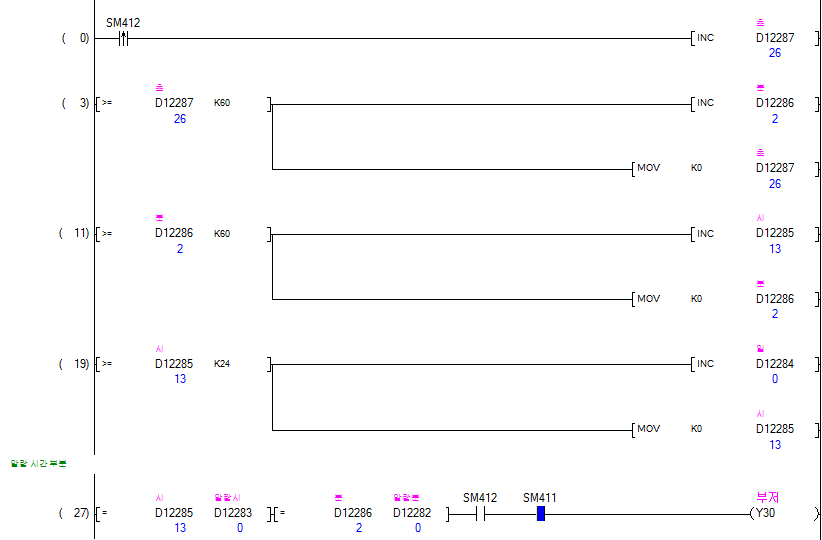 SM412 초
( 0) INC D12287
26
초 분
( 3) >= D12287 K60 INC D12286
26 2
초
MOV K0 D12287
26
분 시
( 11) >= D12286 K60 INC D12285
2 13
분
MOV K0 D12286
2
시 일
( 19) >= D12285 K24 INC D12284
13 0
시
MOV K0 D12285
13
알람 시간 부분
시 알람시 분 알람분 SM412 SM411 부저
( 27) = D12285 D12283 = D12286 D12282 Y30
13 0 2 0